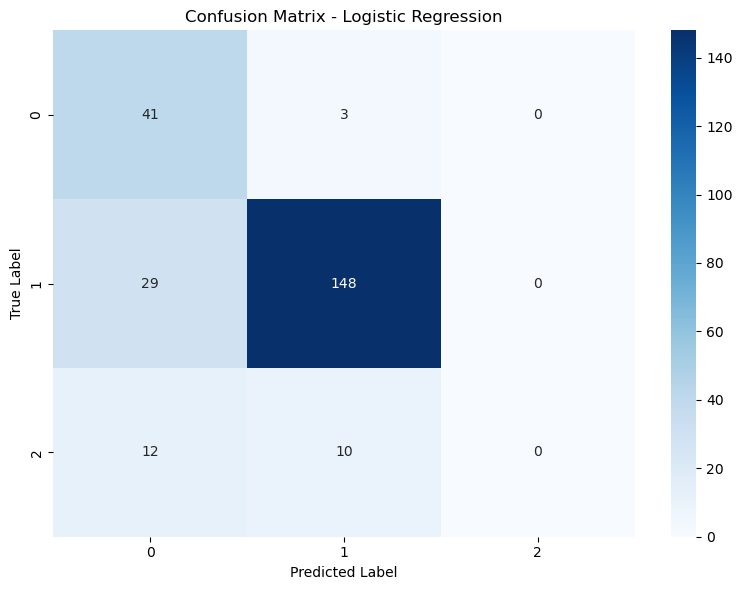 Confusion Matrix - Logistic Regression
True Label
0 41 3 0
1 29 148 0
2 12 10 0
0 1 2
Predicted Label
140
120
100
80
60
40
20
0